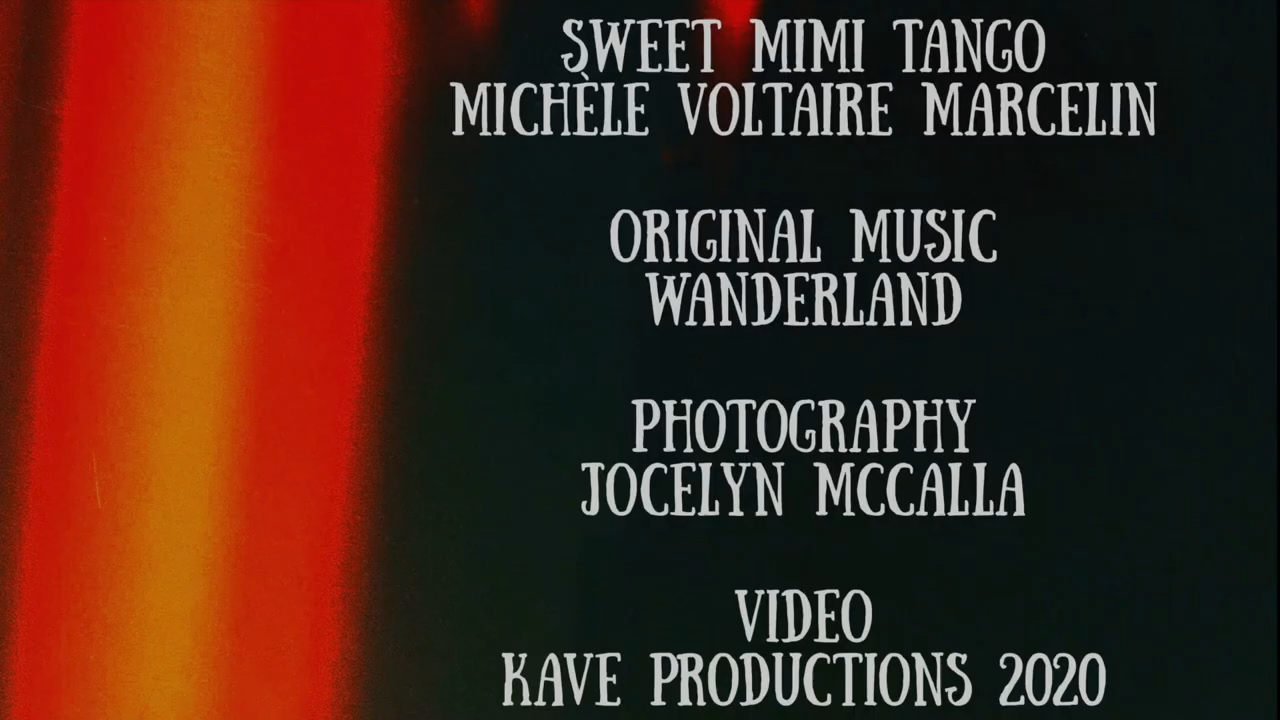 SWEET MIMI TANGO
MICHÈLE VOLTAIRE MARCELIN
ORIGINAL MUSIC
WANDERLAND
PHOTOGRAPHY
JOCELYN MCCALLA
VIDEO
KAVE PRODUCTIONS 2020